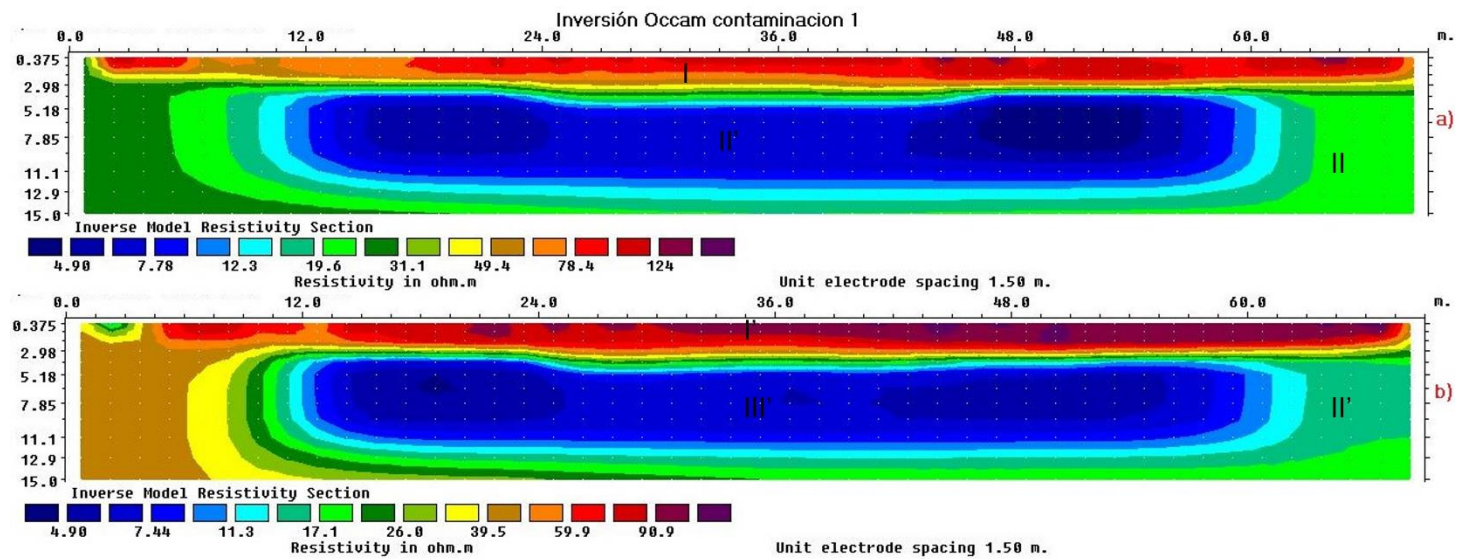 Inversión Occam contaminacion 1
0.0 12.0 24.0 36.0 48.0 60.0 m.
0.375
I
2.98
5.18
a)
7.85
II'
11.1
II
12.9
15.0
Inverse Model Resistivity Section
4.90 7.78 12.3 19.6 31.1 49.4 78.4 124
Resistivity in ohm.m Unit electrode spacing 1.50 m.
0.0 12.0 24.0 36.0 48.0 60.0 m.
0.375
I'
2.98
5.18
b)
7.85
III'
II'
11.1
12.9
15.0
Inverse Model Resistivity Section
4.90 7.44 11.3 17.1 26.0 39.5 59.9 90.9
Resistivity in ohm.m Unit electrode spacing 1.50 m.